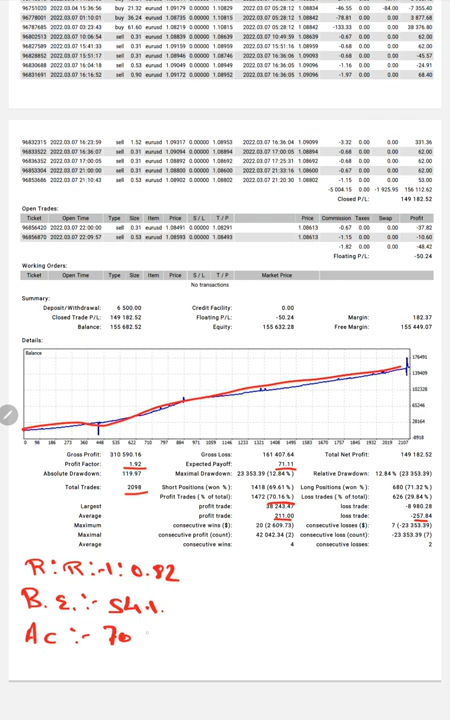 96751020 2022.03.04 15:36:56 buy 21.32 eurusd 1.09179 0.00000 1.10829 2022.03.07 05:28:12 1.08834 -46.55 0.00 -84.00 -7 355.40
96778001 2022.03.07 01:10:01 buy 36.24 eurusd 1.08735 0.00000 1.10815 2022.03.07 05:28:12 1.08842 -78.81 0.00 0.00 3 877.68
96787685 2022.03.07 03:23:43 buy 61.60 eurusd 1.08219 0.00000 1.10815 2022.03.07 05:28:12 1.08842 -133.33 0.00 0.00 38 376.80
96802513 2022.03.07 10:06:54 sell 0.31 eurusd 1.08839 0.00000 1.08639 2022.03.07 10:49:59 1.08639 -0.67 0.00 0.00 62.00
96827589 2022.03.07 15:41:33 sell 0.31 eurusd 1.09159 0.00000 1.08959 2022.03.07 15:51:16 1.08959 -0.68 0.00 0.00 62.00
96828852 2022.03.07 15:51:17 sell 0.31 eurusd 1.08946 0.00000 1.08746 2022.03.07 16:36:06 1.09093 -0.68 0.00 0.00 -45.57
96830688 2022.03.07 16:04:18 sell 0.53 eurusd 1.09049 0.00000 1.08949 2022.03.07 16:36:05 1.09096 -1.16 0.00 0.00 -24.91
96831691 2022.03.07 16:16:52 sell 0.90 eurusd 1.09172 0.00000 1.08952 2022.03.07 16:36:05 1.09096 -1.97 0.00 0.00 68.40
96832315 2022.03.07 16:23:59 sell 1.52 eurusd 1.09317 0.00000 1.08953 2022.03.07 16:36:04 1.09099 -3.32 0.00 0.00 331.36
96833522 2022.03.07 16:36:07 sell 0.31 eurusd 1.09094 0.00000 1.08894 2022.03.07 17:00:05 1.08894 -0.68 0.00 0.00 62.00
96836352 2022.03.07 17:00:05 sell 0.31 eurusd 1.08892 0.00000 1.08692 2022.03.07 17:25:31 1.08692 -0.68 0.00 0.00 62.00
96853304 2022.03.07 21:00:00 sell 0.31 eurusd 1.08800 0.00000 1.08600 2022.03.07 21:33:16 1.08600 -0.67 0.00 0.00 62.00
96853686 2022.03.07 21:10:43 sell 0.53 eurusd 1.08902 0.00000 1.08802 2022.03.07 21:20:30 1.08802 -1.15 0.00 0.00 53.00
-5 004.15 0.00 -1 925.95 156 112.62
Closed P/L: 149 182.52
Open Trades:
Ticket Open Time Type Size Item Price S / L T / P Price Commission Taxes Swap Profit
96856420 2022.03.07 22:00:00 sell 0.31 eurusd 1.08491 0.00000 1.08291 1.08613 -0.67 0.00 0.00 -37.82
96856870 2022.03.07 22:09:57 sell 0.53 eurusd 1.08593 0.00000 1.08493 1.08613 -1.15 0.00 0.00 -10.60
-1.82 0.00 0.00 -48.42
Floating P/L: -50.24
Working Orders:
Ticket Open Time Type Size Item Price S / L T / P Market Price
No transactions
Summary:
Deposit/Withdrawal: 6 500.00 Credit Facility: 0.00
Closed Trade P/L: 149 182.52 Floating P/L: -50.24 Margin: 182.37
Balance: 155 682.52 Equity: 155 632.28 Free Margin: 155 449.07
Details:
Balance
176491
139409
102328
65246
28164
-8918
0 98 186 273 360 448 535 622 710 797 884 971 1059 1146 1233 1320 1408 1495 1582 1670 1757 1845 1932 2020 2107
Gross Profit: 310 590.16 Gross Loss: 161 407.64 Total Net Profit: 149 182.52
Profit Factor: 1.92 Expected Payoff: 71.11
Absolute Drawdown: 119.97 Maximal Drawdown: 23 353.39 (12.84 %) Relative Drawdown: 12.84 % (23 353.39)
Total Trades: 2098 Short Positions (won %): 1418 (69.61 %) Long Positions (won %): 680 (71.32 %)
Profit Trades (% of total): 1472 (70.16 %) Loss trades (% of total): 626 (29.84 %)
Largest profit trade: 38 243.47 loss trade: -8 980.28
Average profit trade: 211.00 loss trade: -257.84
Maximum consecutive wins ($): 20 (2 609.73) consecutive losses ($): 7 (-23 353.39)
Maximal consecutive profit (count): 42 042.34 (2) consecutive loss (count): -23 353.39 (7)
Average consecutive wins: 4 consecutive losses: 2
R:R:-1:0.82
B.E.:- 54.1.
AC :- 70